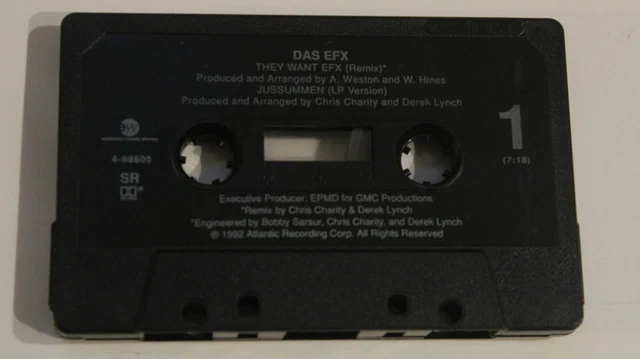 DAS EFX
THEY WANT EFX (Remix)*
Produced and Arranged by A. Weston and W. Hines
JUSSUMMEN (LP Version)
Produced and Arranged by Chris Charity and Derek Lynch
1
ew
4-98600
(7:18)
SR
Executive Producer: EPMD for GMC Productions
*Remix by Chris Charity & Derek Lynch
*Engineered by Bobby Sarsur, Chris Charity, and Derek Lynch
℗ 1992 Atlantic Recording Corp. All Rights Reserved